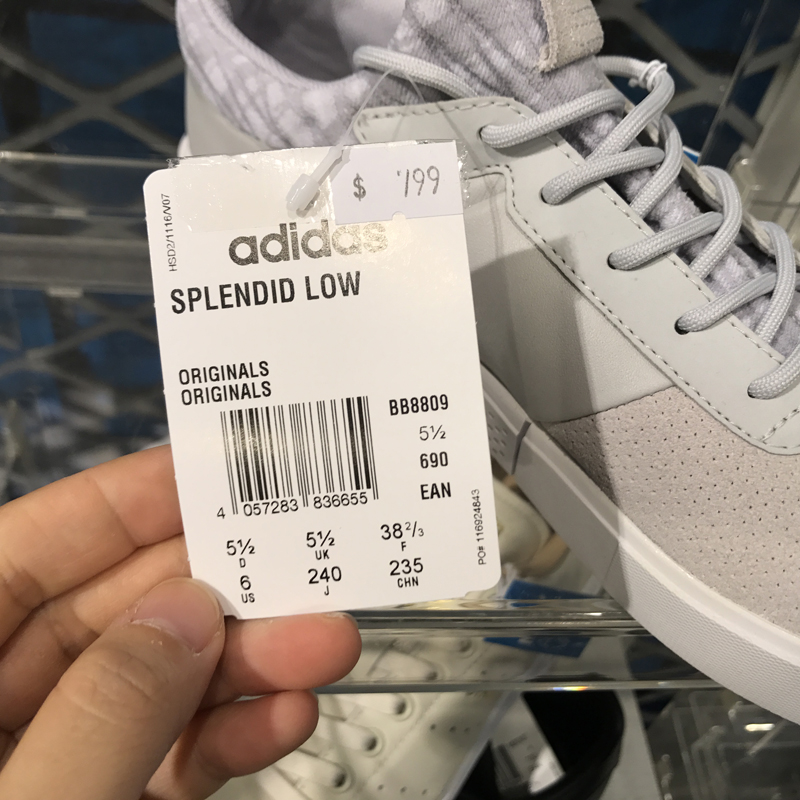 HSD2/1116/V07
$ 199
adidas
SPLENDID LOW
ORIGINALS
ORIGINALS
BB8809
5½
690
EAN
4 057283 836655
5½ 5½ 38 2/3
D UK F
6 240 235
US J CHN
PO# 116924843